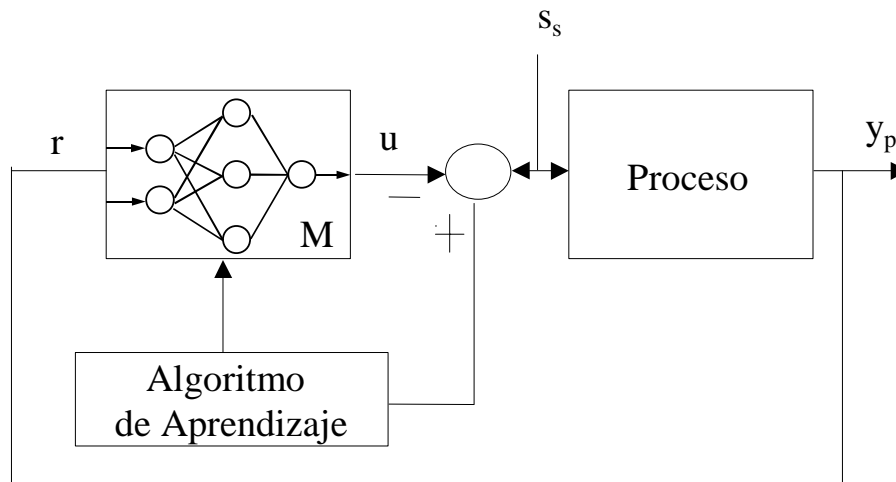 s_s
r
u
y_p
M
Proceso
−
+
Algoritmo
de Aprendizaje